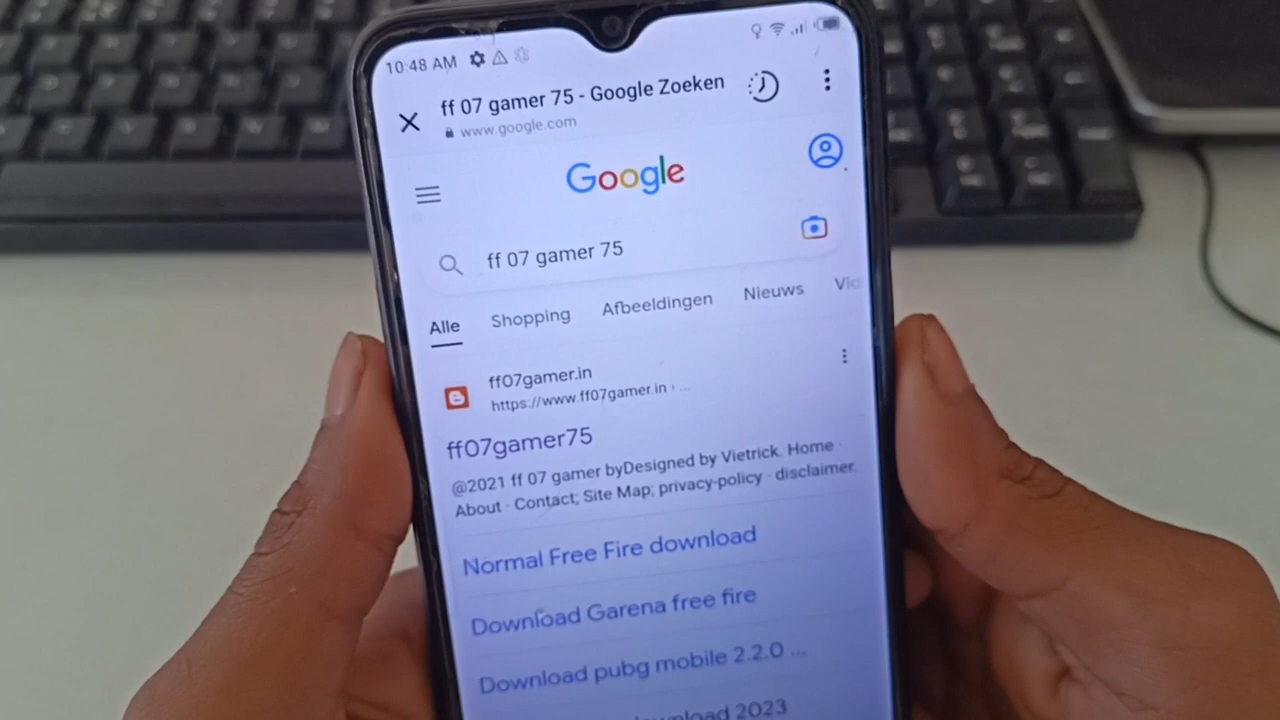 10:48 AM
ff 07 gamer 75 - Google Zoeken
www.google.com
Google
ff 07 gamer 75
Alle Shopping Afbeeldingen Nieuws
ff07gamer.in
https://www.ff07gamer.in › ...
ff07gamer75
@2021 ff 07 gamer byDesigned by Vietrick. Home ·
About · Contact; Site Map; privacy-policy · disclaimer.
Normal Free Fire download
Download Garena free fire
Download pubg mobile 2.2.0 ...
download 2023